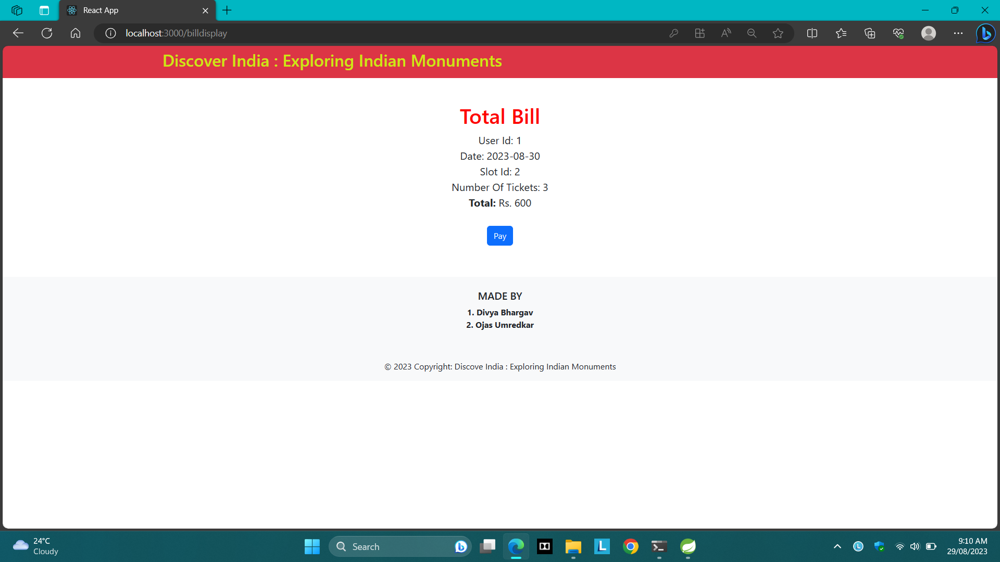 React App
localhost:3000/billdisplay
Discover India : Exploring Indian Monuments
Total Bill
User Id: 1
Date: 2023-08-30
Slot Id: 2
Number Of Tickets: 3
Total: Rs. 600
Pay
MADE BY
1. Divya Bhargav
2. Ojas Umredkar
© 2023 Copyright: Discove India : Exploring Indian Monuments
24°C
Cloudy
Search
9:10 AM
29/08/2023